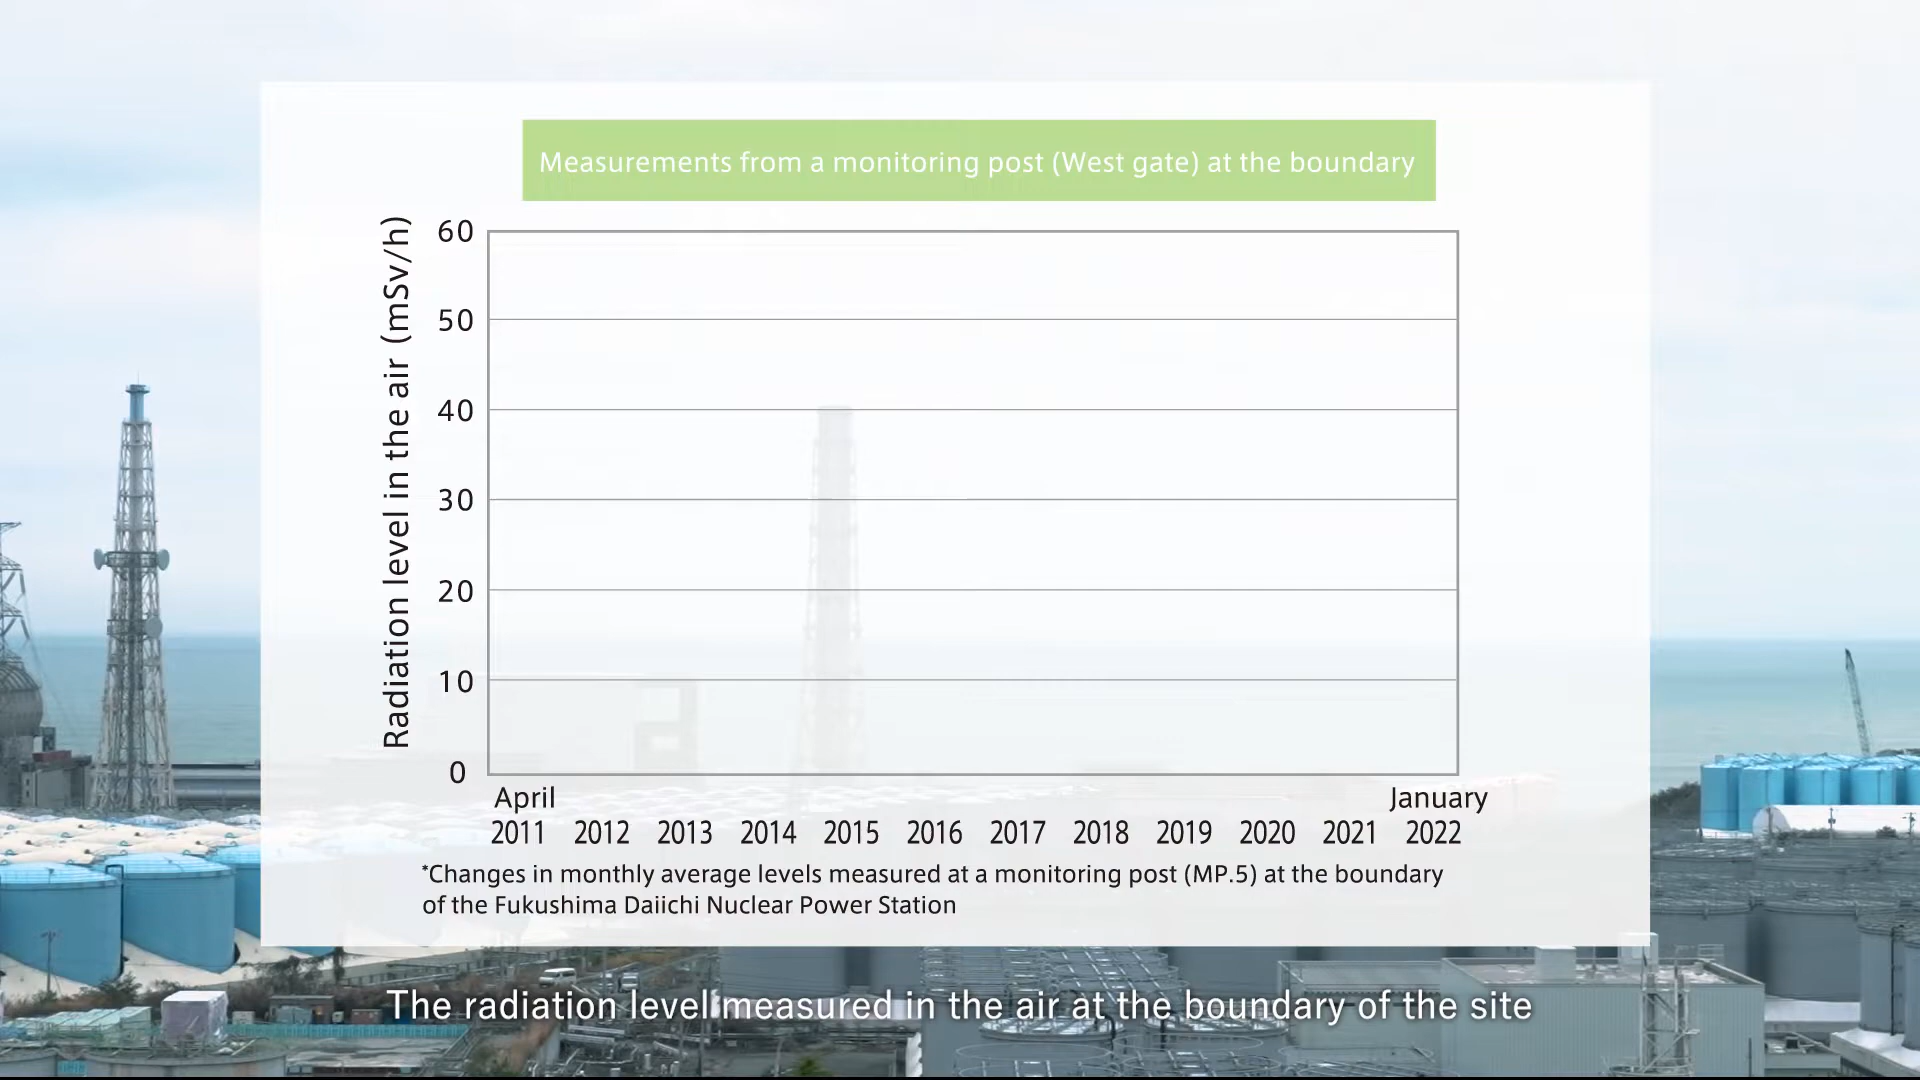 Measurements from a monitoring post (West gate) at the boundary
Radiation level in the air (mSv/h)
60
50
40
30
20
10
0
April
January
2011 2012 2013 2014 2015 2016 2017 2018 2019 2020 2021 2022
*Changes in monthly average levels measured at a monitoring post (MP.5) at the boundary
of the Fukushima Daiichi Nuclear Power Station
The radiation level measured in the air at the boundary of the site